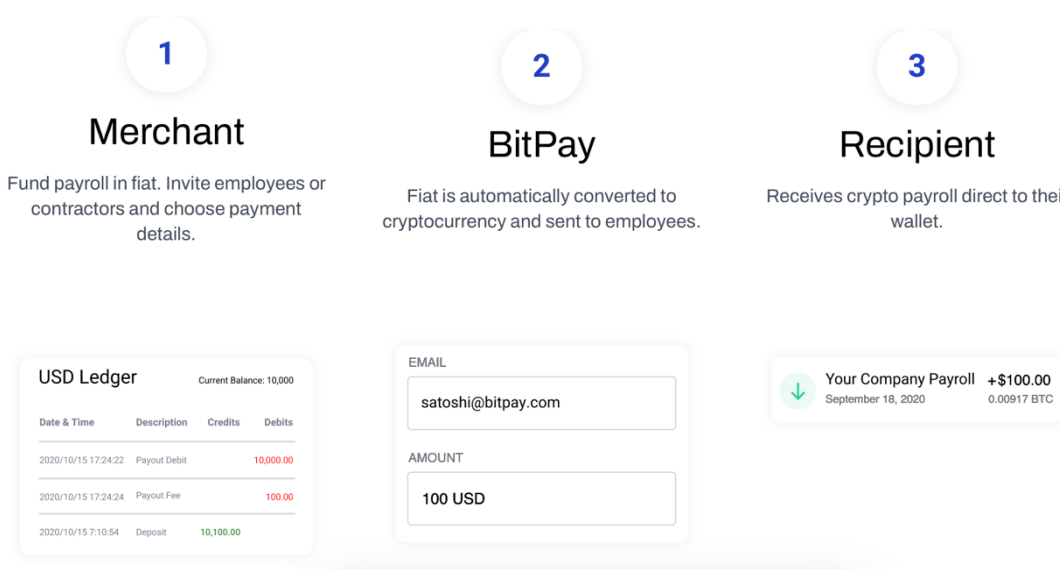 1
Merchant
Fund payroll in fiat. Invite employees or
contractors and choose payment
details.
USD Ledger
Current Balance: 10,000
Date & Time Description Credits Debits
2020/10/15 17:24:22 Payout Debit 10,000.00
2020/10/15 17:24:24 Payout Fee 100.00
2020/10/15 7:10:54 Deposit 10,100.00
2
BitPay
Fiat is automatically converted to
cryptocurrency and sent to employees.
EMAIL
satoshi@bitpay.com
AMOUNT
100 USD
3
Recipient
Receives crypto payroll direct to thei
wallet.
Your Company Payroll +$100.00
September 18, 2020 0.00917 BTC